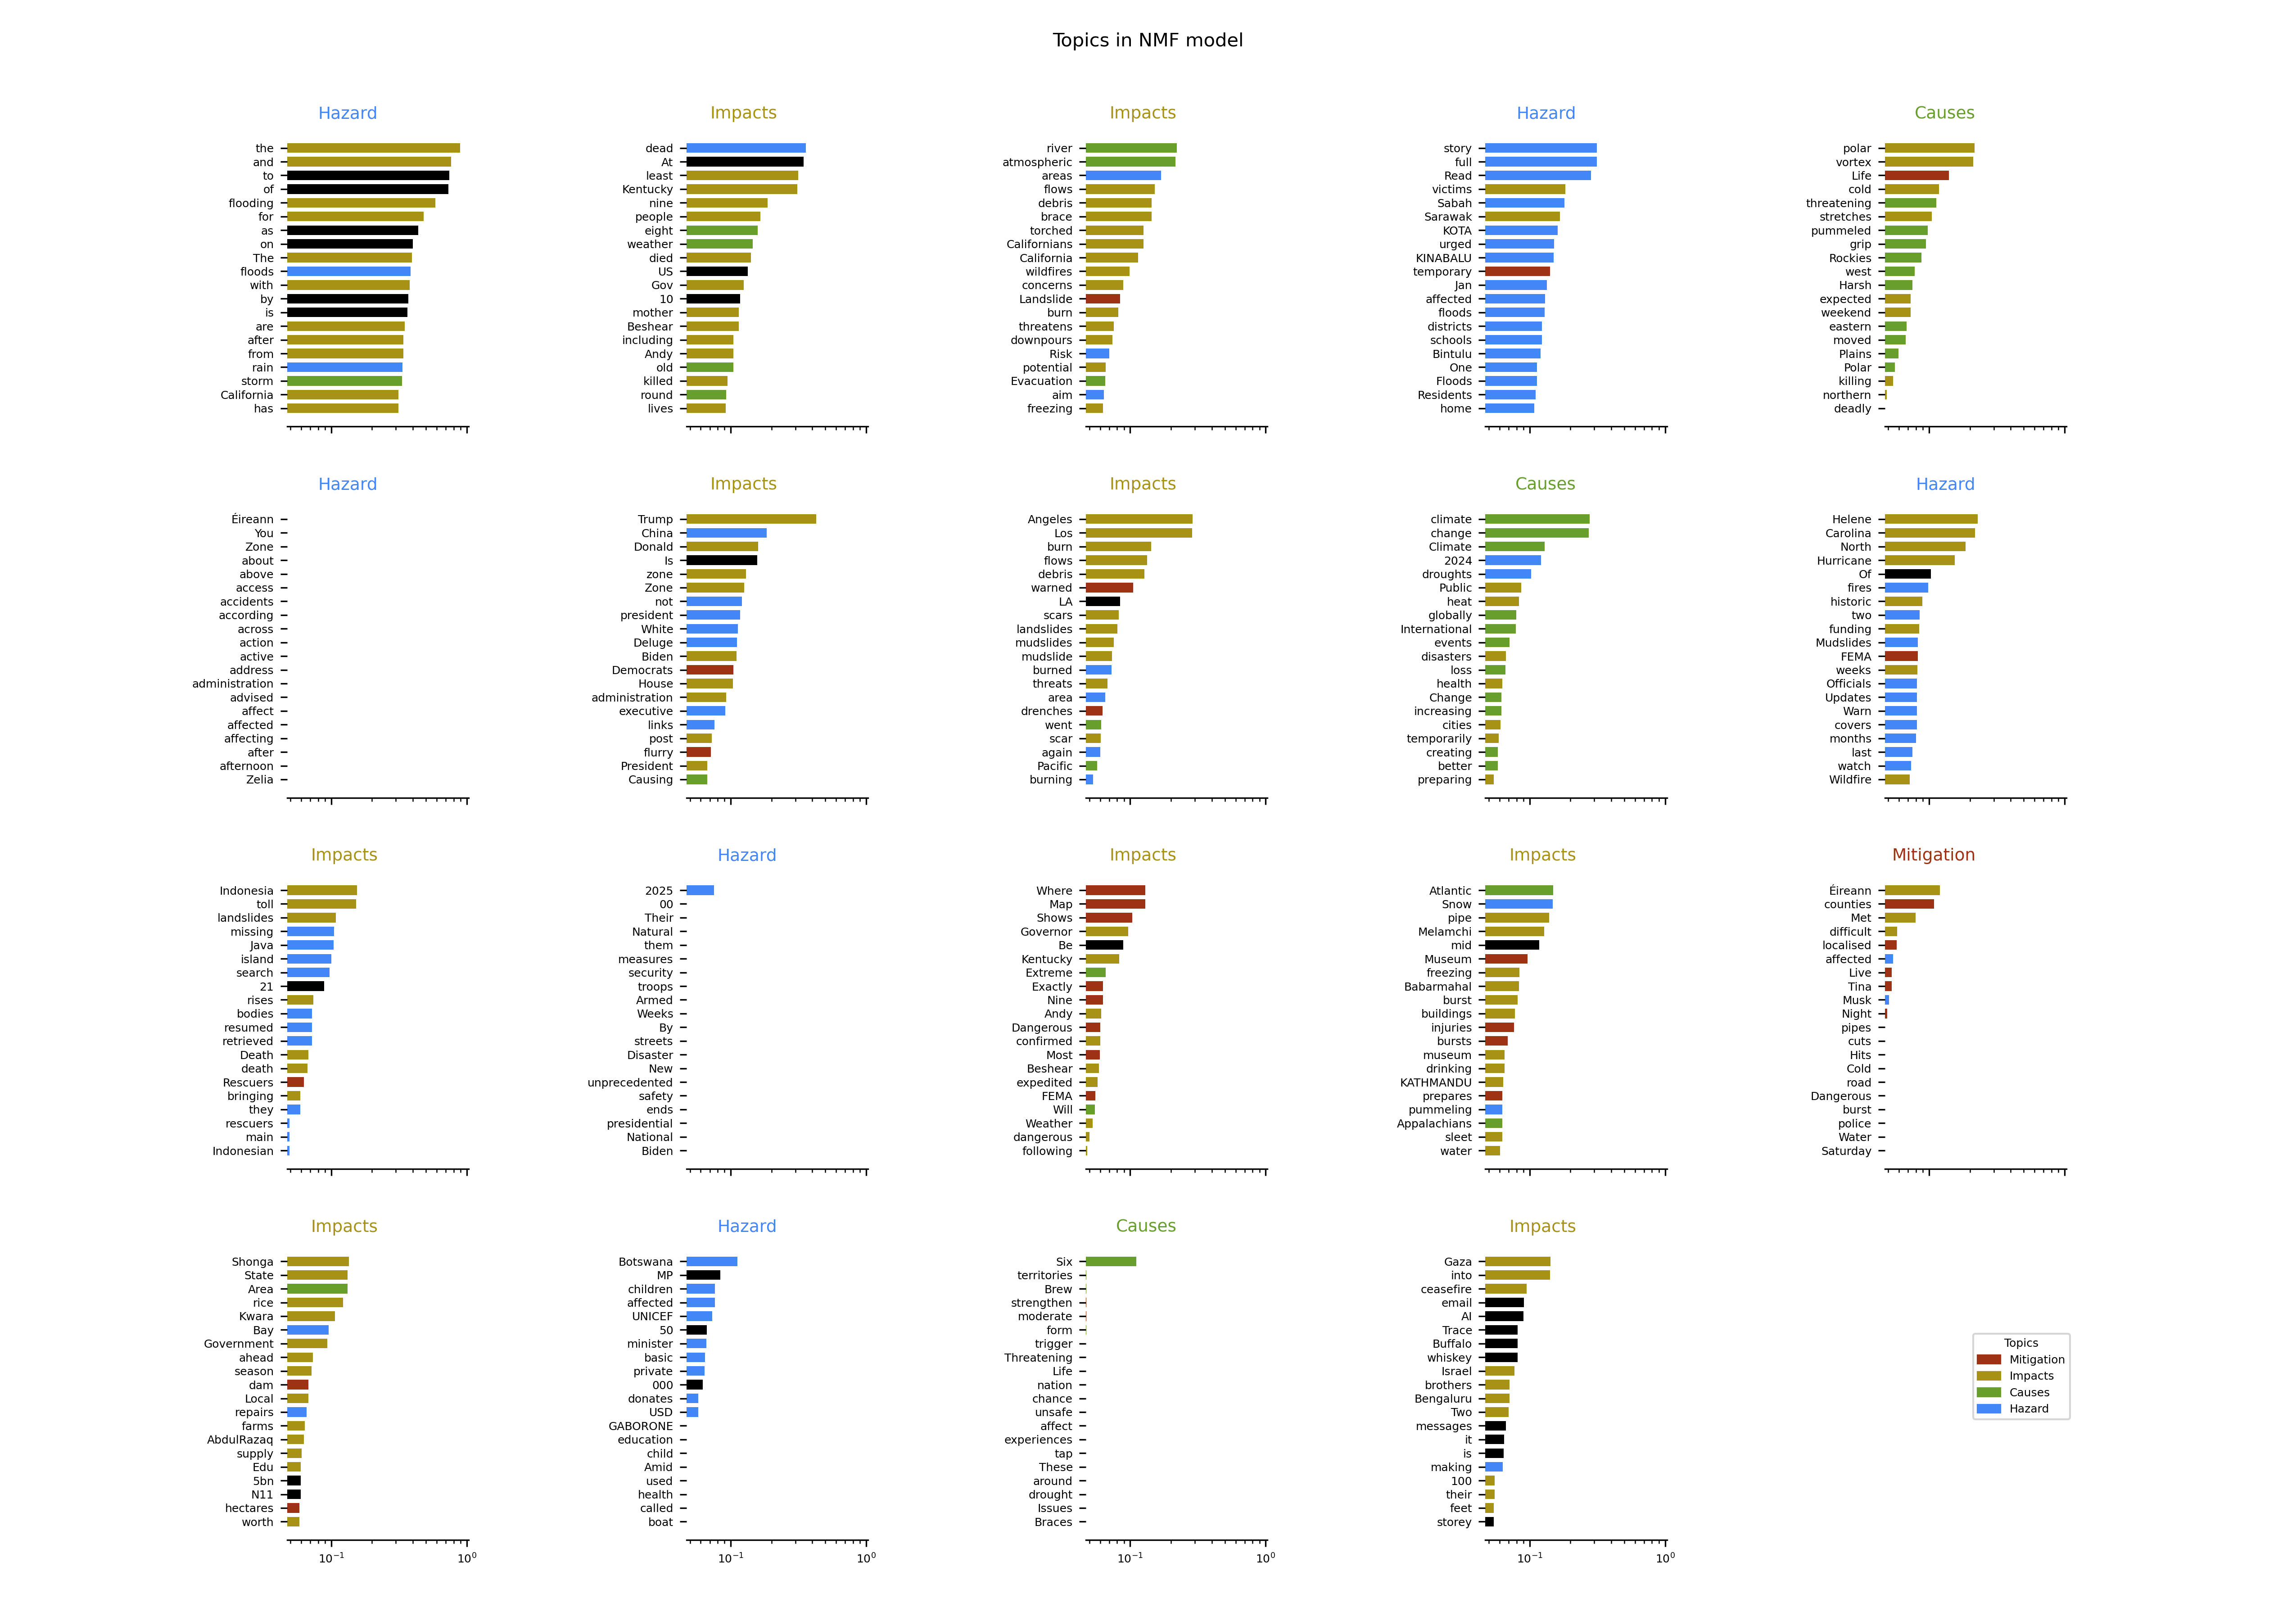 Topics in NMF model
Hazard
the
and
to
of
flooding
for
as
on
The
floods
with
by
is
are
after
from
rain
storm
California
has
Impacts
dead
At
least
Kentucky
nine
people
eight
weather
died
US
Gov
10
mother
Beshear
including
Andy
old
killed
round
lives
Impacts
river
atmospheric
areas
flows
debris
brace
torched
Californians
California
wildfires
concerns
Landslide
burn
threatens
downpours
Risk
potential
Evacuation
aim
freezing
Hazard
story
full
Read
victims
Sabah
Sarawak
KOTA
urged
KINABALU
temporary
Jan
affected
floods
districts
schools
Bintulu
One
Floods
Residents
home
Causes
polar
vortex
Life
cold
threatening
stretches
pummeled
grip
Rockies
west
Harsh
expected
weekend
eastern
moved
Plains
Polar
killing
northern
deadly
Hazard
Éireann
You
Zone
about
above
access
accidents
according
across
action
active
address
administration
advised
affect
affected
affecting
after
afternoon
Zelia
Impacts
Trump
China
Donald
Is
zone
Zone
not
president
White
Deluge
Biden
Democrats
House
administration
executive
links
post
flurry
President
Causing
Impacts
Angeles
Los
burn
flows
debris
warned
LA
scars
landslides
mudslides
mudslide
burned
threats
area
drenches
went
scar
again
Pacific
burning
Causes
climate
change
Climate
2024
droughts
Public
heat
globally
International
events
disasters
loss
health
Change
increasing
cities
temporarily
creating
better
preparing
Hazard
Helene
Carolina
North
Hurricane
Of
fires
historic
two
funding
Mudslides
FEMA
weeks
Officials
Updates
Warn
covers
months
last
watch
Wildfire
Impacts
Indonesia
toll
landslides
missing
Java
island
search
21
rises
bodies
resumed
retrieved
Death
death
Rescuers
bringing
they
rescuers
main
Indonesian
Hazard
2025
00
Their
Natural
them
measures
security
troops
Armed
Weeks
By
streets
Disaster
New
unprecedented
safety
ends
presidential
National
Biden
Impacts
Where
Map
Shows
Governor
Be
Kentucky
Extreme
Exactly
Nine
Andy
Dangerous
confirmed
Most
Beshear
expedited
FEMA
Will
Weather
dangerous
following
Impacts
Atlantic
Snow
pipe
Melamchi
mid
Museum
freezing
Babarmahal
burst
buildings
injuries
bursts
museum
drinking
KATHMANDU
prepares
pummeling
Appalachians
sleet
water
Mitigation
Éireann
counties
Met
difficult
localised
affected
Live
Tina
Musk
Night
pipes
cuts
Hits
Cold
road
Dangerous
burst
police
Water
Saturday
Impacts
Shonga
State
Area
rice
Kwara
Bay
Government
ahead
season
dam
Local
repairs
farms
AbdulRazaq
supply
Edu
5bn
N11
hectares
worth
10⁻¹ 10⁰
Hazard
Botswana
MP
children
affected
UNICEF
50
minister
basic
private
000
donates
USD
GABORONE
education
child
Amid
used
health
called
boat
10⁻¹ 10⁰
Causes
Six
territories
Brew
strengthen
moderate
form
trigger
Threatening
Life
nation
chance
unsafe
affect
experiences
tap
These
around
drought
Issues
Braces
10⁻¹ 10⁰
Impacts
Gaza
into
ceasefire
email
AI
Trace
Buffalo
whiskey
Israel
brothers
Bengaluru
Two
messages
it
is
making
100
their
feet
storey
10⁻¹ 10⁰
Topics
Mitigation
Impacts
Causes
Hazard